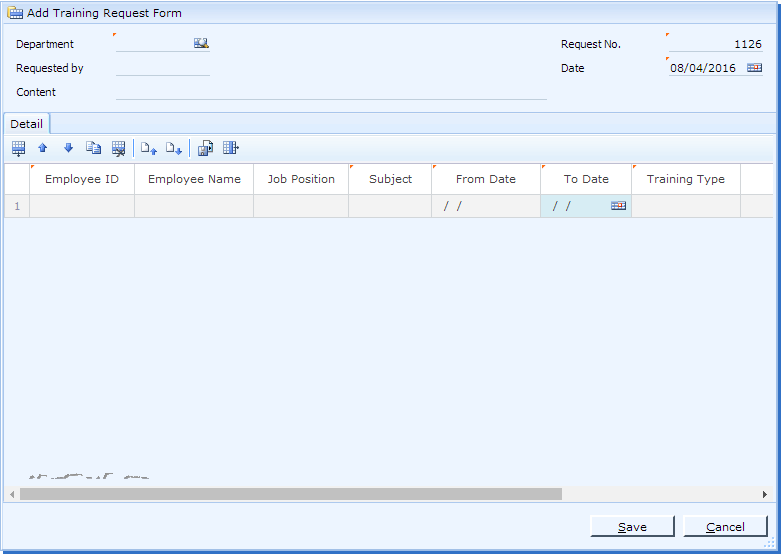 Add Training Request Form
Department Request No. 1126
Requested by Date 08/04/2016
Content
Detail
Employee ID Employee Name Job Position Subject From Date To Date Training Type
1 / / / /
Save Cancel